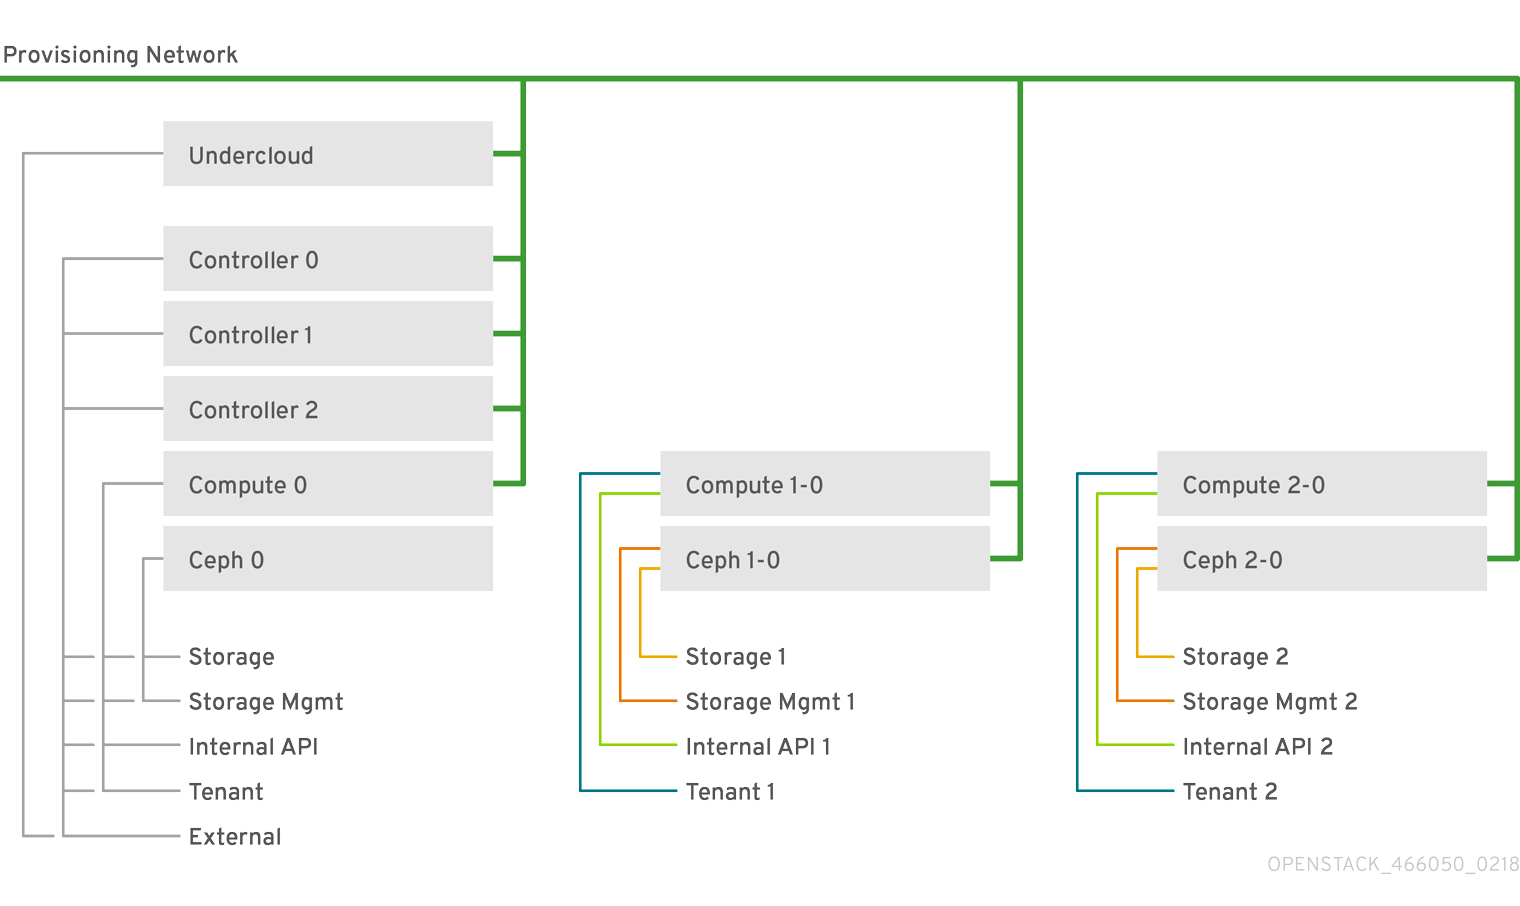 Provisioning Network
Undercloud
Controller 0
Controller 1
Controller 2
Compute 0
Ceph 0
Storage
Storage Mgmt
Internal API
Tenant
External
Compute 1-0
Ceph 1-0
Storage 1
Storage Mgmt 1
Internal API 1
Tenant 1
Compute 2-0
Ceph 2-0
Storage 2
Storage Mgmt 2
Internal API 2
Tenant 2
OPENSTACK_466050_0218